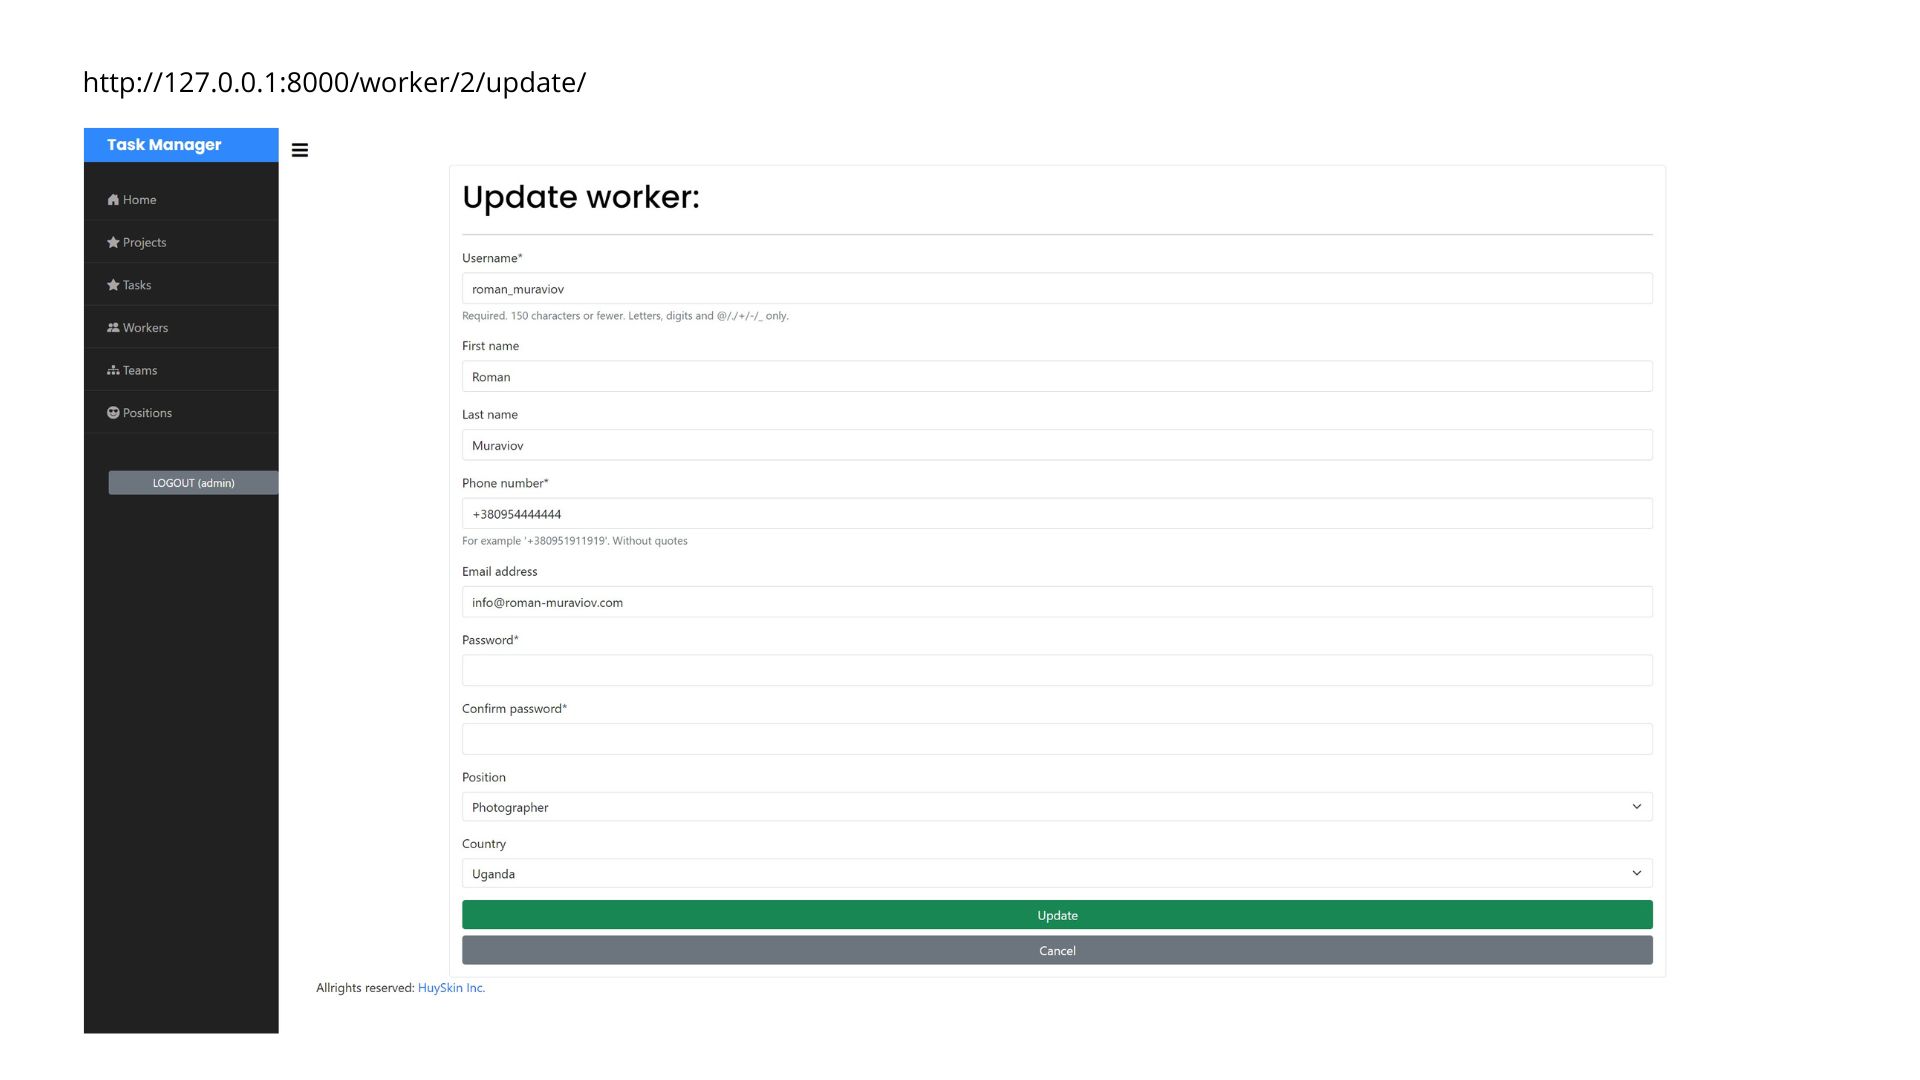 http://127.0.0.1:8000/worker/2/update/
Task Manager
Home
Projects
Tasks
Workers
Teams
Positions
LOGOUT (admin)
Update worker:
Username*
roman_muraviov
Required. 150 characters or fewer. Letters, digits and @/./+/-/_ only.
First name
Roman
Last name
Muraviov
Phone number*
+380954444444
For example '+380951911919'. Without quotes
Email address
info@roman-muraviov.com
Password*
Confirm password*
Position
Photographer
Country
Uganda
Update
Cancel
Allrights reserved: HuySkin Inc.